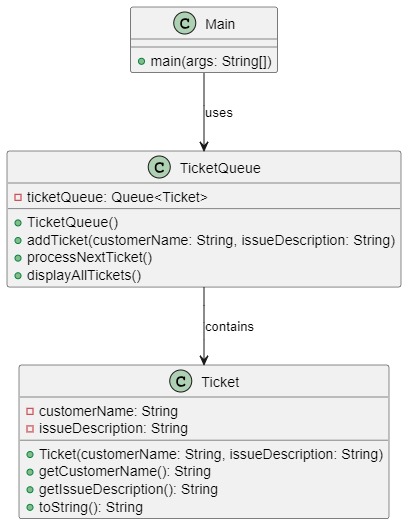 C Main
main(args: String[])
uses
C TicketQueue
ticketQueue: Queue<Ticket>
TicketQueue()
addTicket(customerName: String, issueDescription: String)
processNextTicket()
displayAllTickets()
contains
C Ticket
customerName: String
issueDescription: String
Ticket(customerName: String, issueDescription: String)
getCustomerName(): String
getIssueDescription(): String
toString(): String